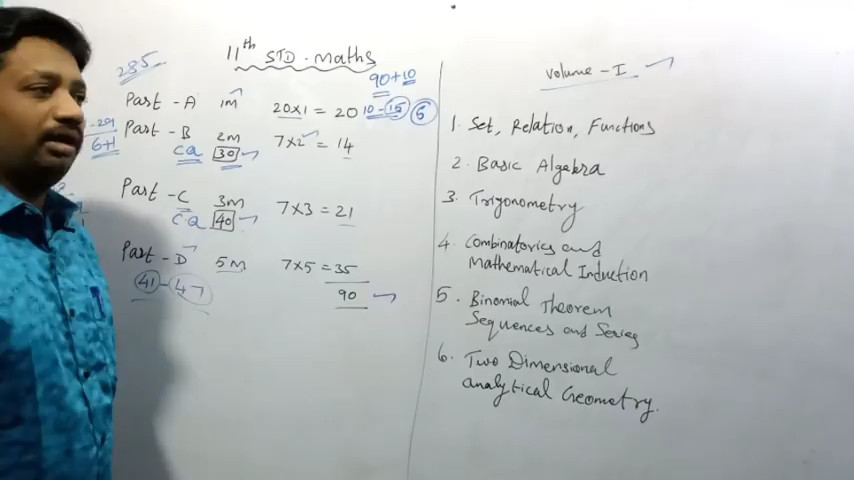 285
11th STD. maths
90+10
Part - A 1m 20x1 = 20 10-15 5
-29
Part - B 2m 7x2 = 14
6+1
CQ 30
Part - C 3m 7x3 = 21
C.Q 40
Part - D 5M 7x5 = 35
41 - 47
90
Volume - I
1. Set, Relation, Functions
2. Basic Algebra
3. Trigonometry
4. Combinatorics and
Mathematical Induction
5. Binomial Theorem
Sequences and Series
6. Two Dimensional
analytical Geometry.